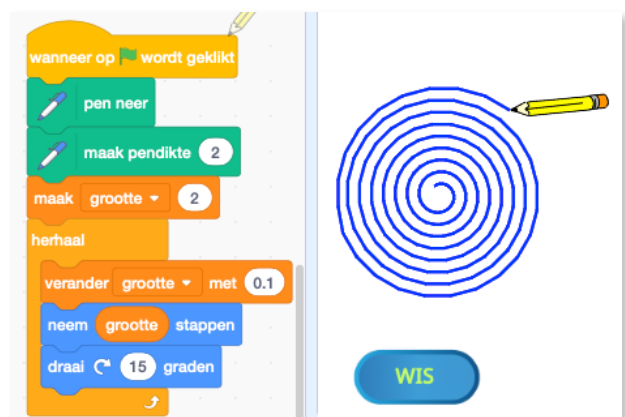 wanneer op wordt geklikt
pen neer
maak pendikte 2
maak grootte 2
herhaal
verander grootte met 0.1
neem grootte stappen
draai 15 graden
WIS